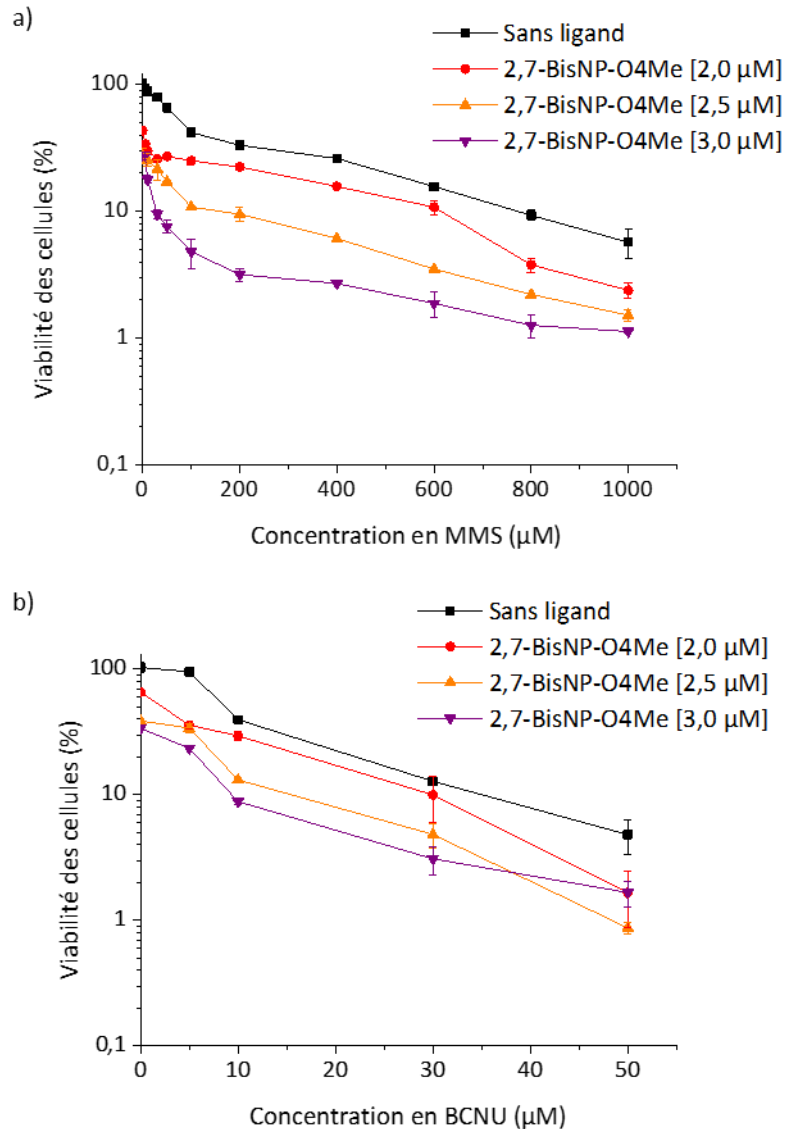 a)
Sans ligand
2,7-BisNP-O4Me [2,0 µM]
2,7-BisNP-O4Me [2,5 µM]
2,7-BisNP-O4Me [3,0 µM]
Viabilité des cellules (%)
100
10
1
0,1
0 200 400 600 800 1000
Concentration en MMS (µM)
b)
Sans ligand
2,7-BisNP-O4Me [2,0 µM]
2,7-BisNP-O4Me [2,5 µM]
2,7-BisNP-O4Me [3,0 µM]
Viabilité des cellules (%)
100
10
1
0,1
0 10 20 30 40 50
Concentration en BCNU (µM)